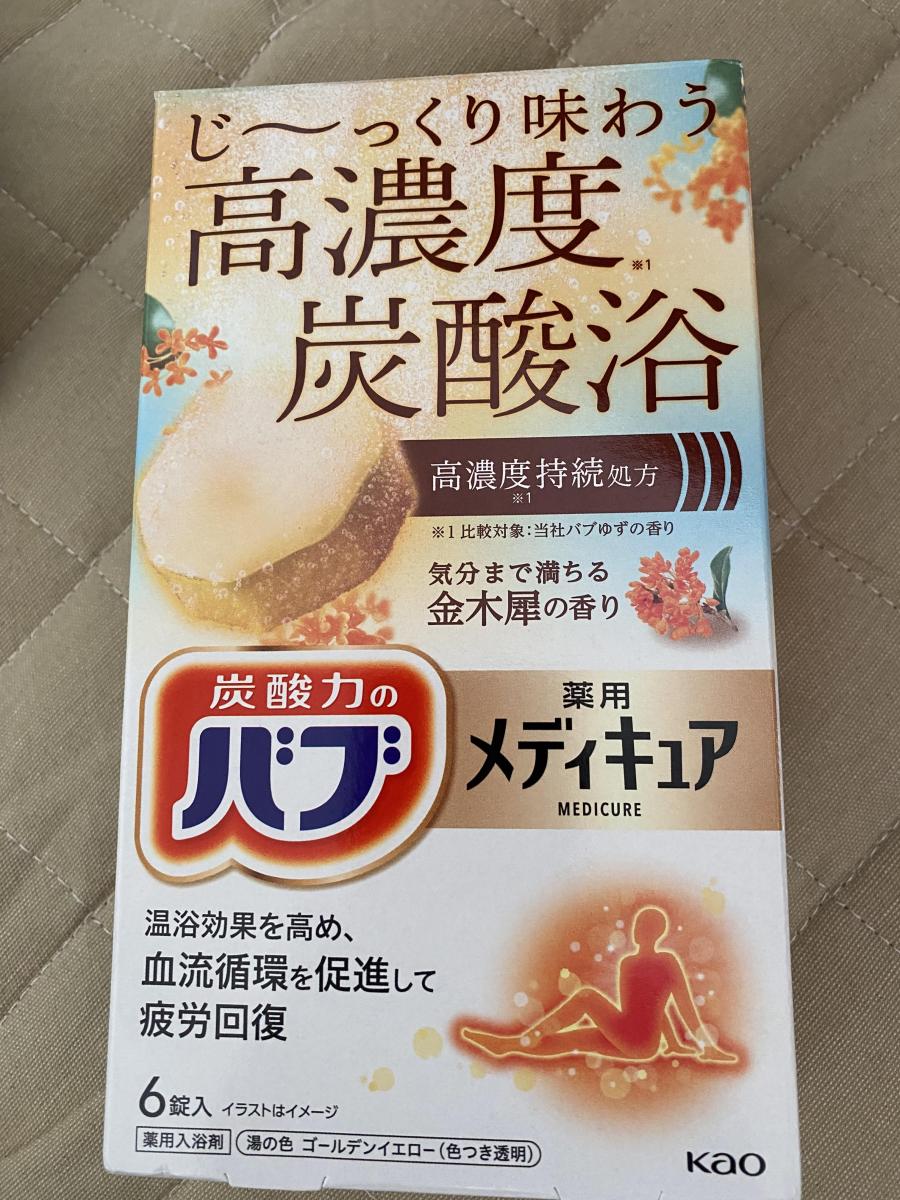 じ〜っくり味わう
高濃度※1
炭酸浴
高濃度持続処方
※1
※1 比較対象：当社バブゆずの香り
気分まで満ちる
金木犀の香り
炭酸力の
バブ
薬用
メディキュア
MEDICURE
温浴効果を高め、
血流循環を促進して
疲労回復
6錠入 イラストはイメージ
薬用入浴剤 湯の色 ゴールデンイエロー（色つき透明）
Kao